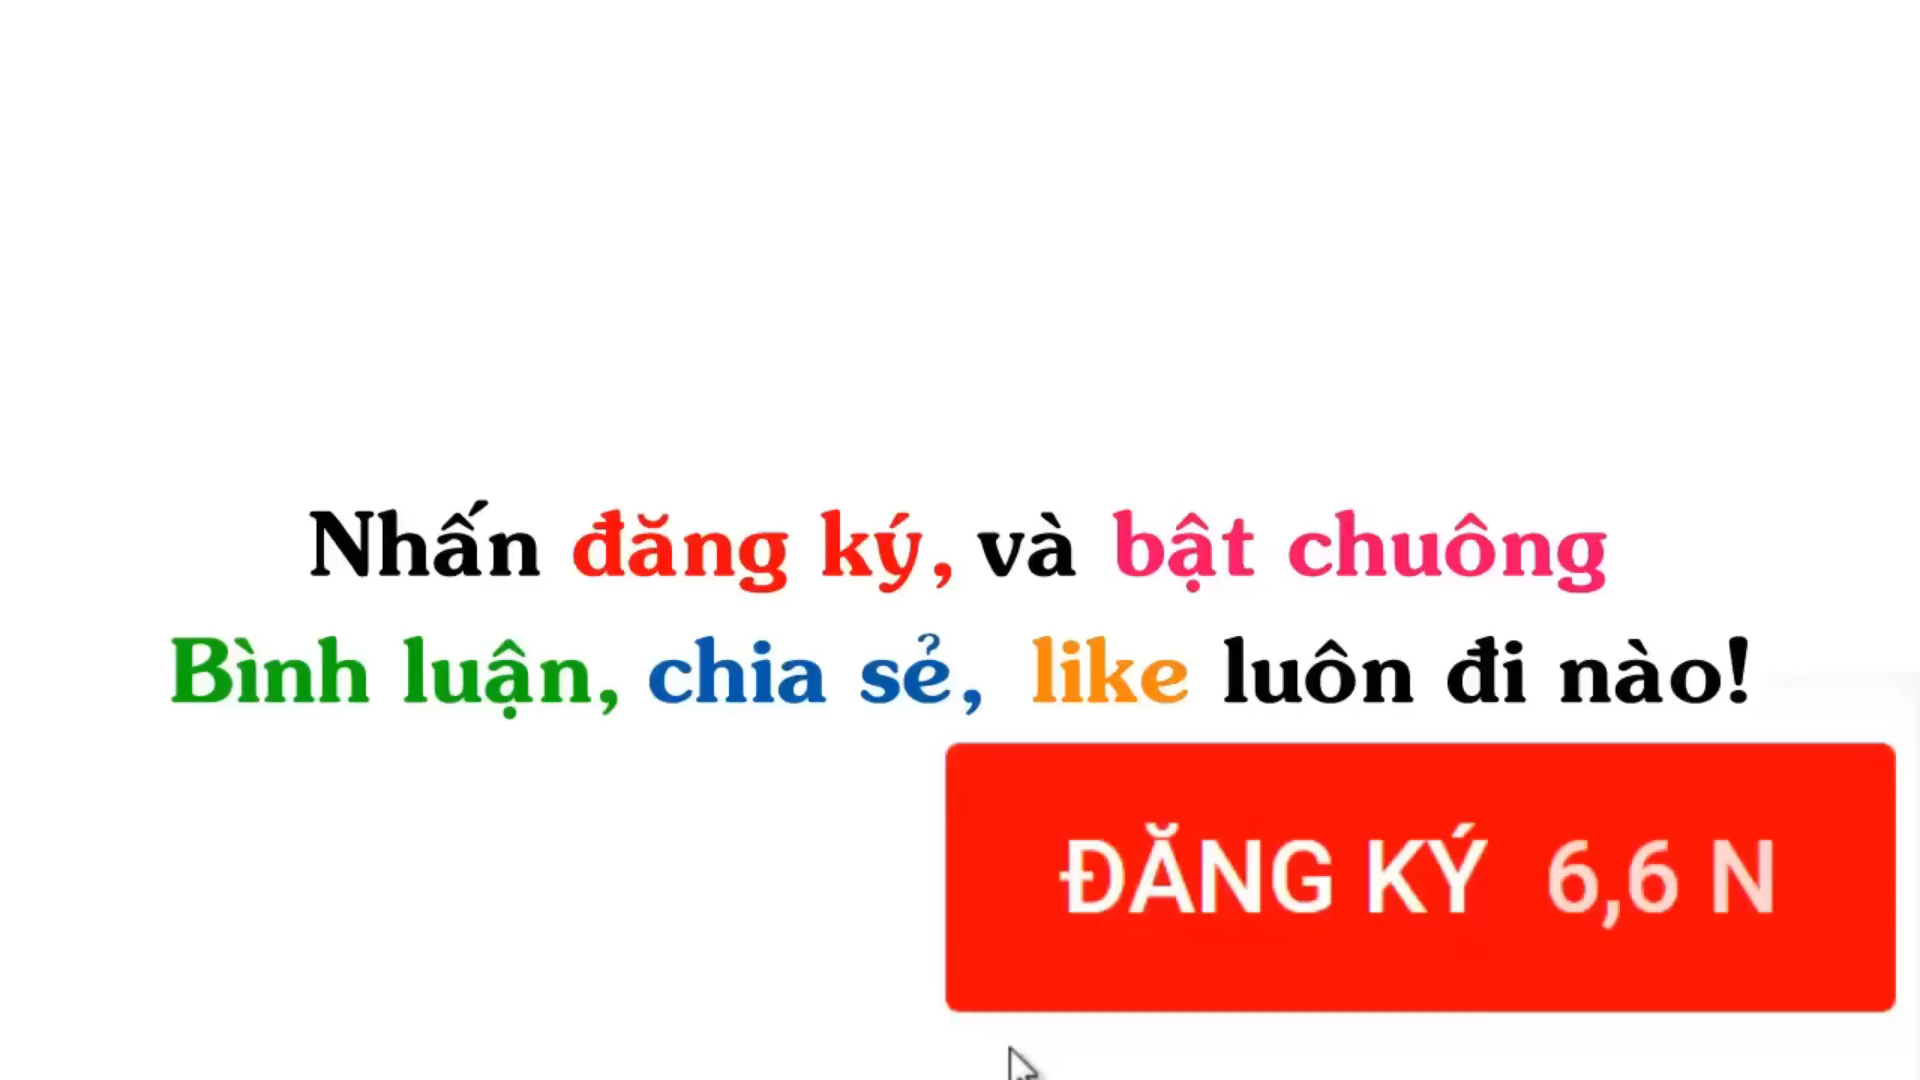 Nhấn đăng ký, và bật chuông
Bình luận, chia sẻ, like luôn đi nào!
ĐĂNG KÝ 6,6 N